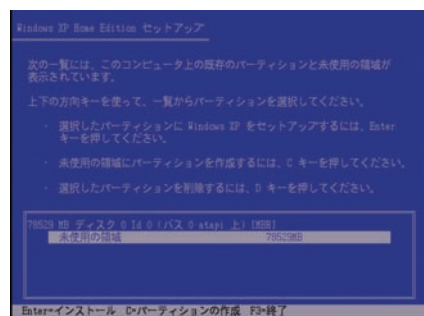 Windows XP Home Edition セットアップ
次の一覧には、このコンピュータ上の既存のパーティションと未使用の領域が
表示されています。
上下の方向キーを使って、一覧からパーティションを選択してください。
・ 選択したパーティションに Windows XP をセットアップするには、Enter
キーを押してください。
・ 未使用の領域にパーティションを作成するには、C キーを押してください。
・ 選択したパーティションを削除するには、D キーを押してください。
78529 MB ディスク 0 Id 0 (バス 0 atapi 上) [MBR]
未使用の領域 78529MB
Enter=インストール C=パーティションの作成 F3=終了